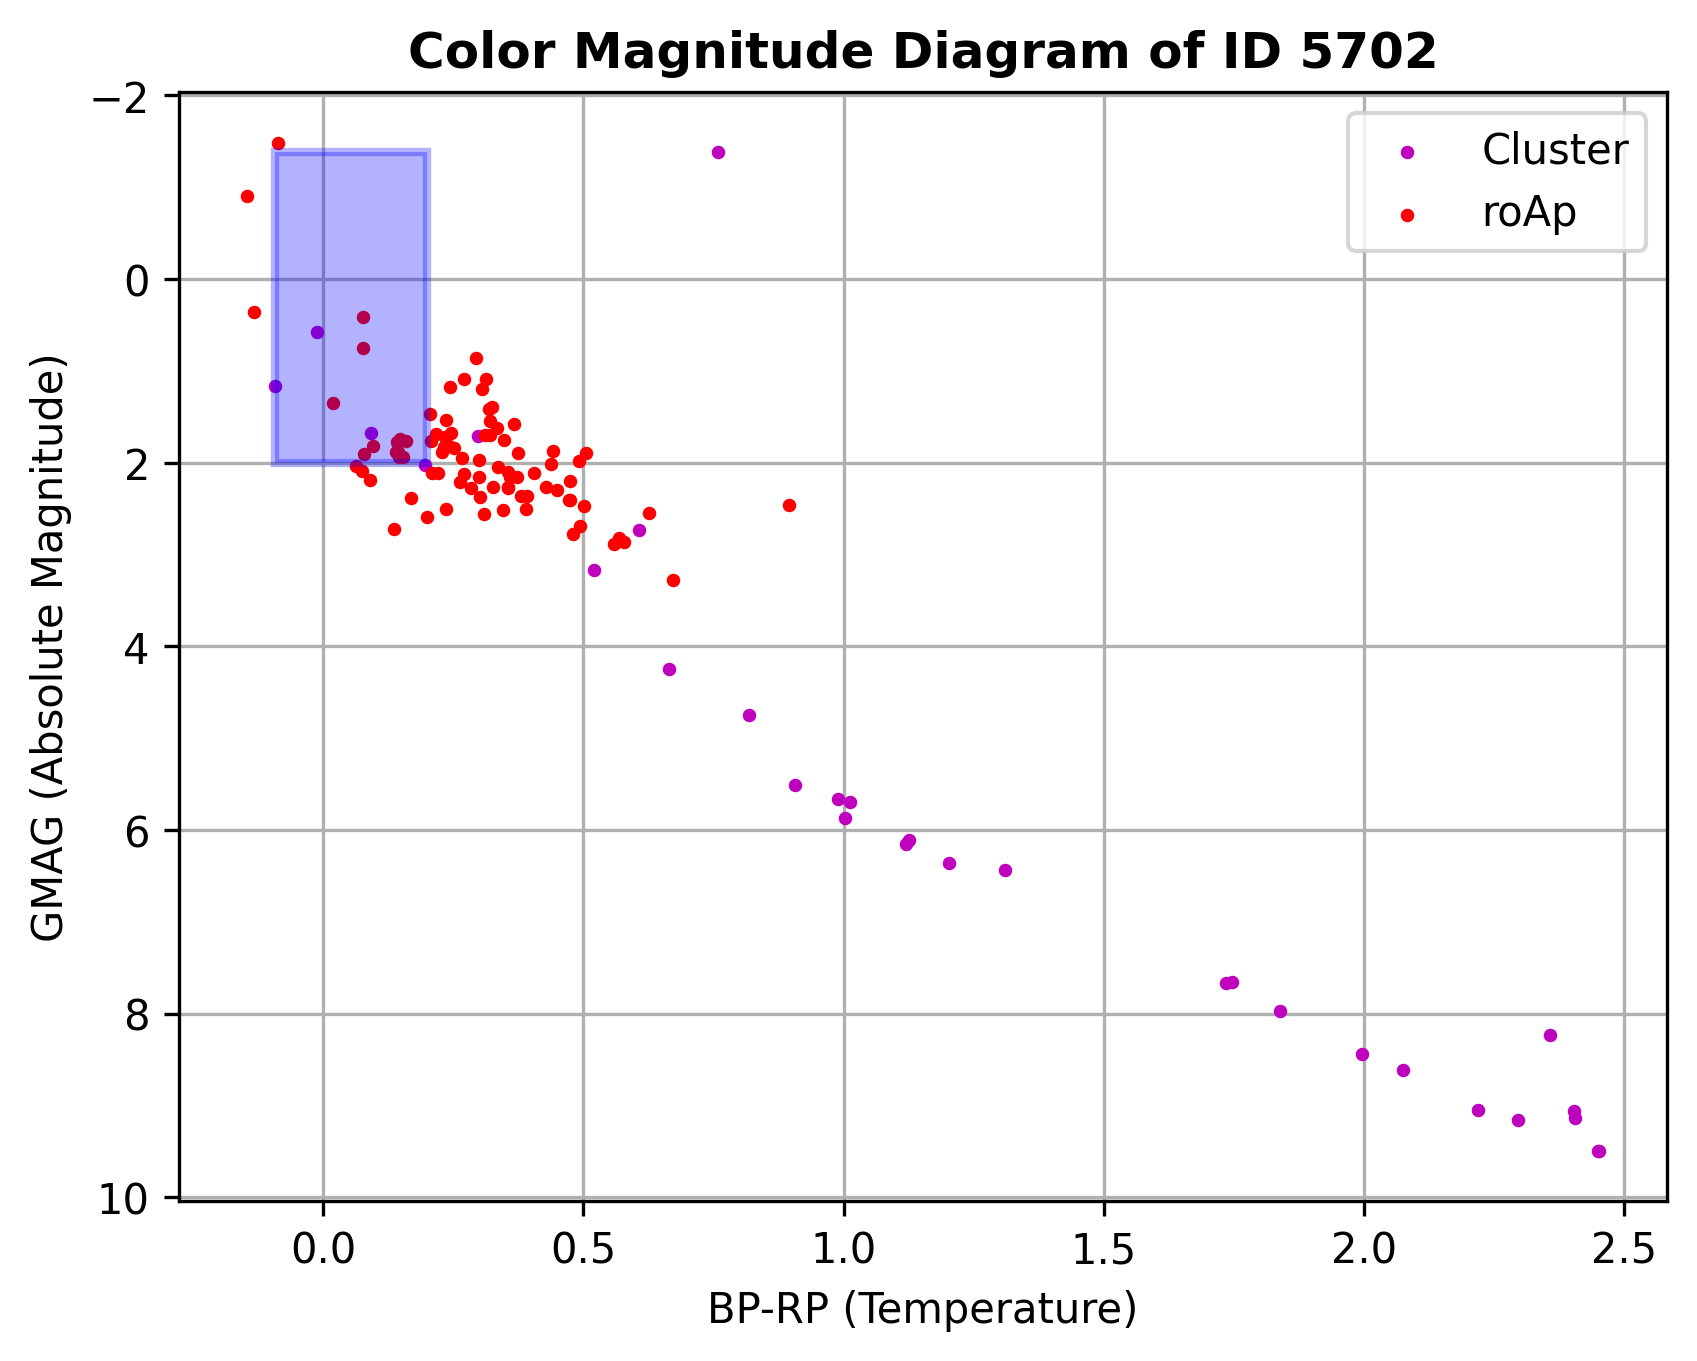 Color Magnitude Diagram of ID 5702
Cluster
roAp
GMAG (Absolute Magnitude)
−2
0
2
4
6
8
10
0.0 0.5 1.0 1.5 2.0 2.5
BP-RP (Temperature)